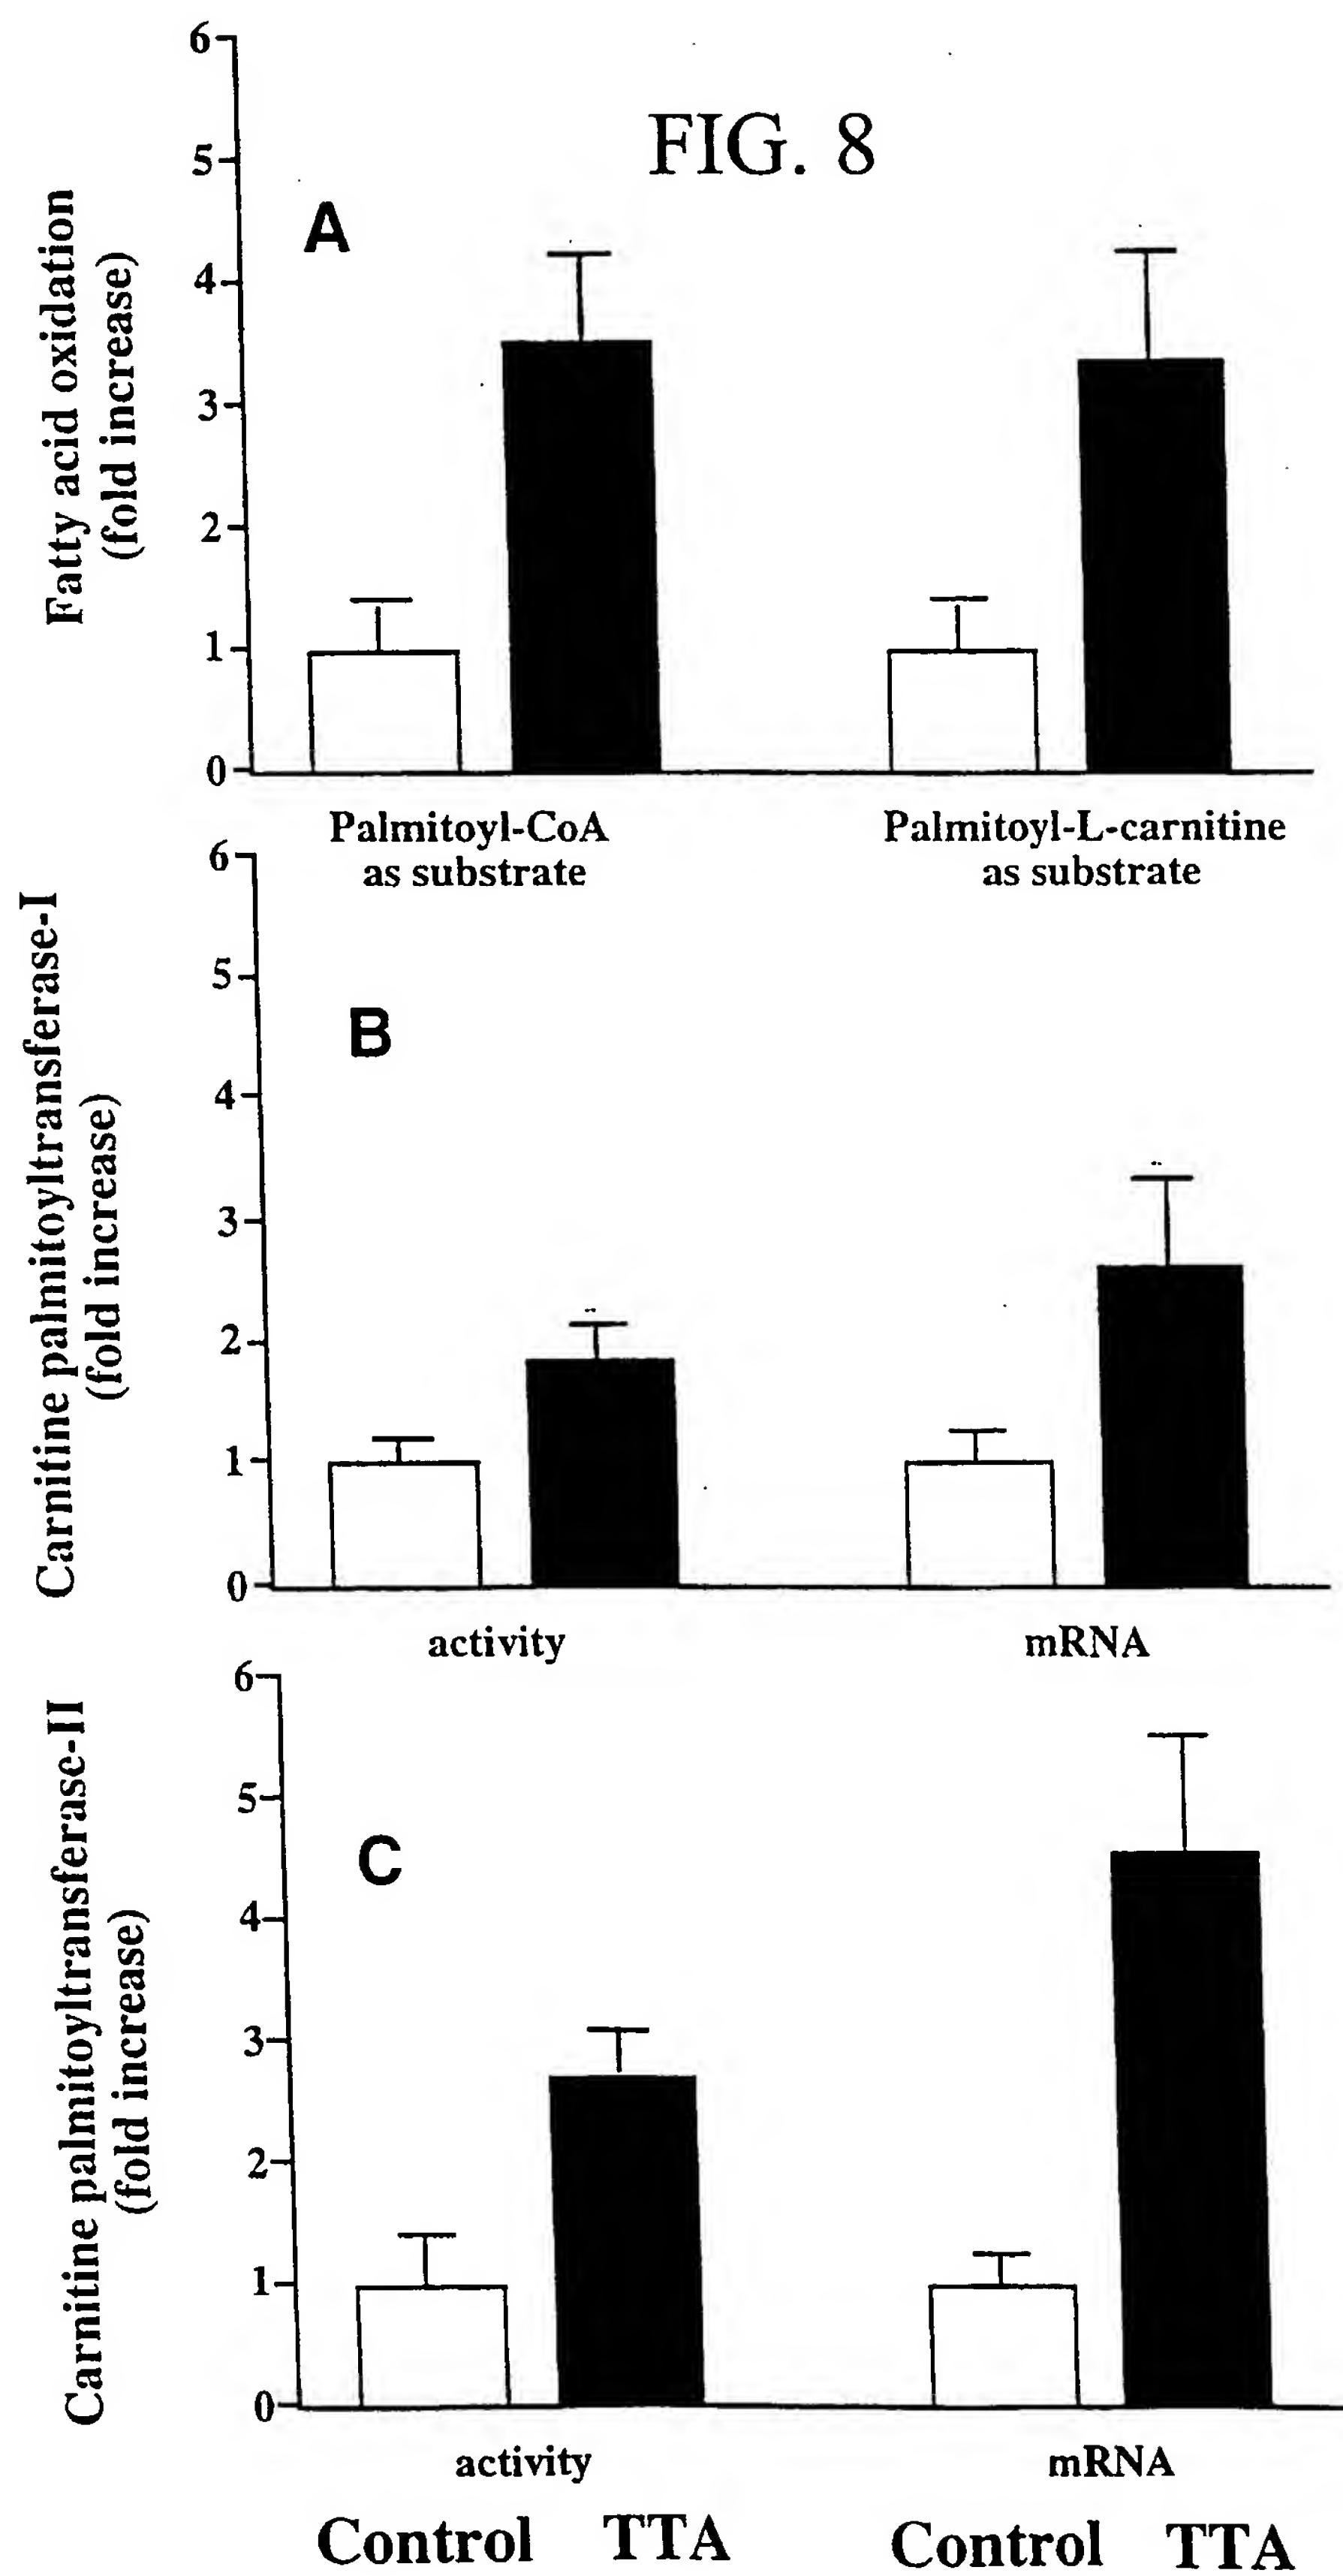 FIG. 8
A
Fatty acid oxidation
(fold increase)
6
5
4
3
2
1
0
Palmitoyl-CoA
as substrate
Palmitoyl-L-carnitine
as substrate
B
Carnitine palmitoyltransferase-I
(fold increase)
6
5
4
3
2
1
0
activity
mRNA
C
Carnitine palmitoyltransferase-II
(fold increase)
6
5
4
3
2
1
0
activity
mRNA
Control TTA Control TTA